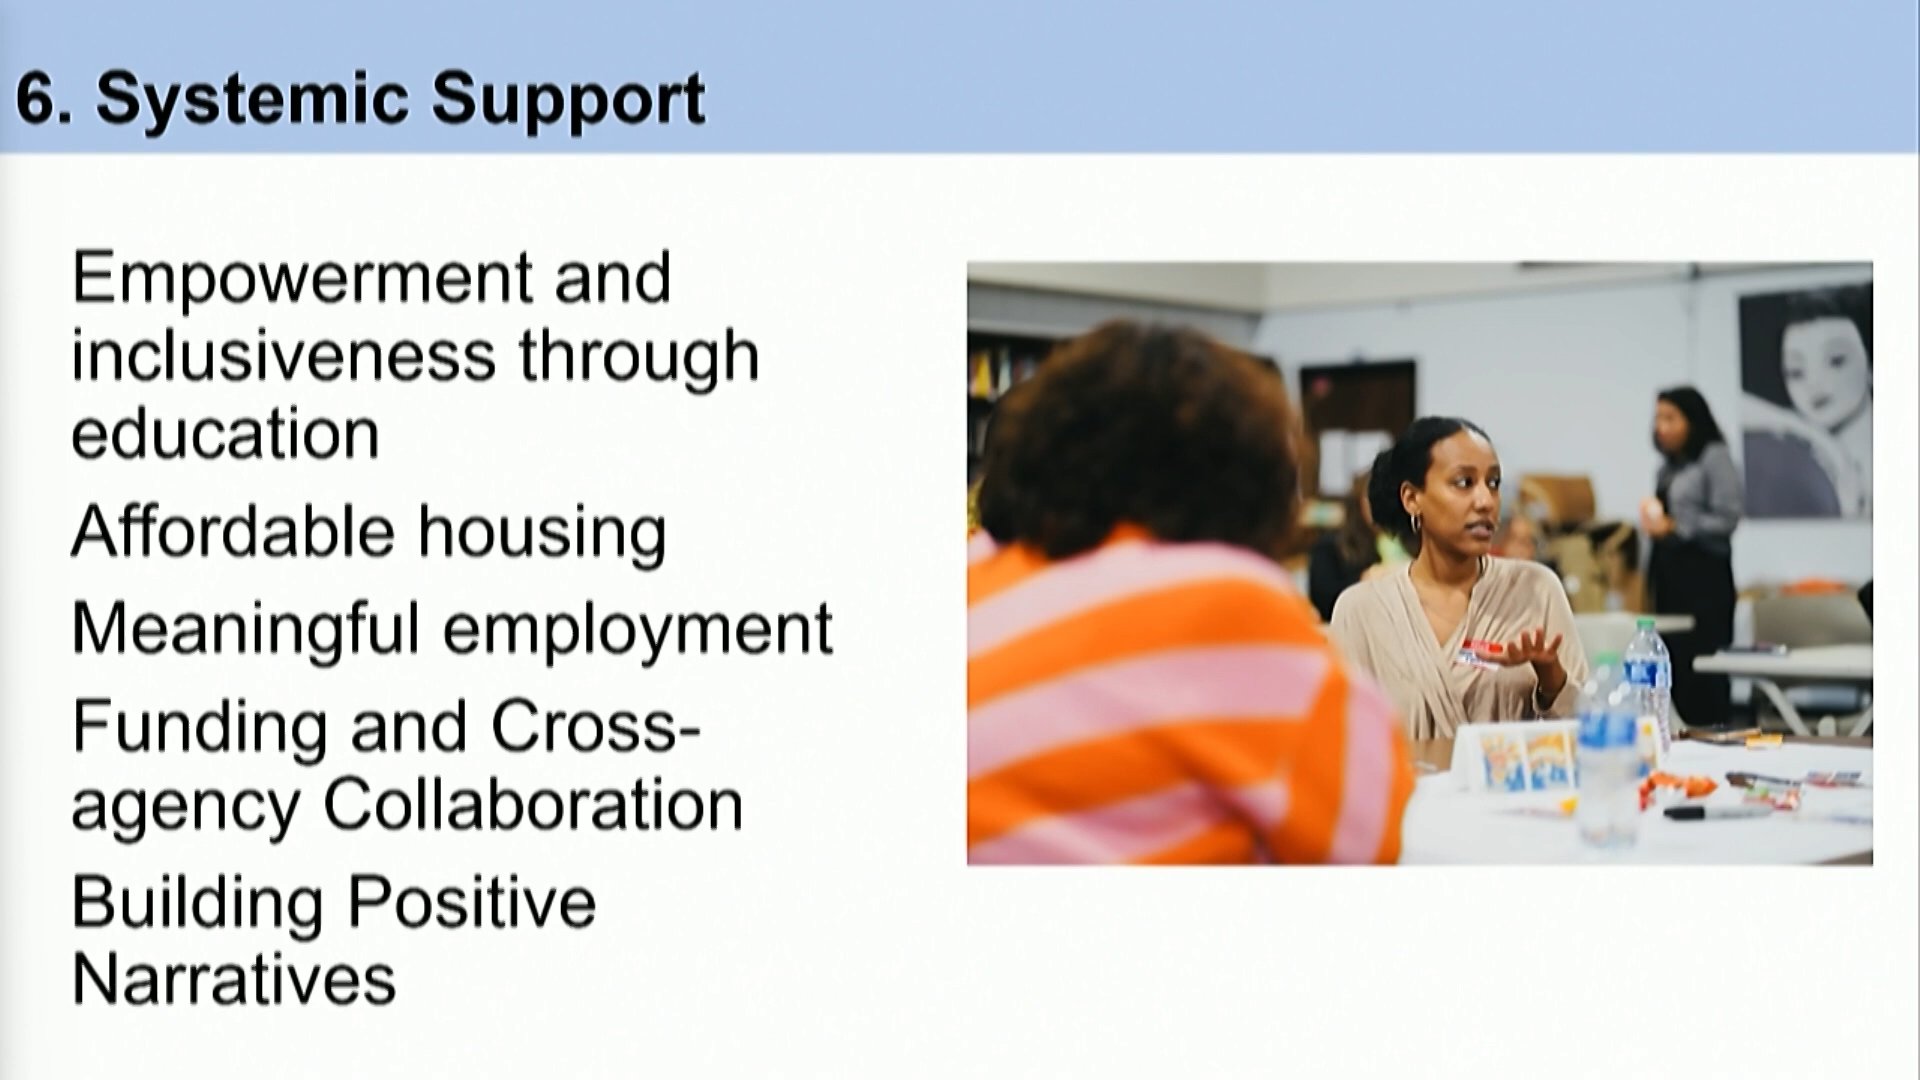 6. Systemic Support
Empowerment and
inclusiveness through
education
Affordable housing
Meaningful employment
Funding and Cross-
agency Collaboration
Building Positive
Narratives